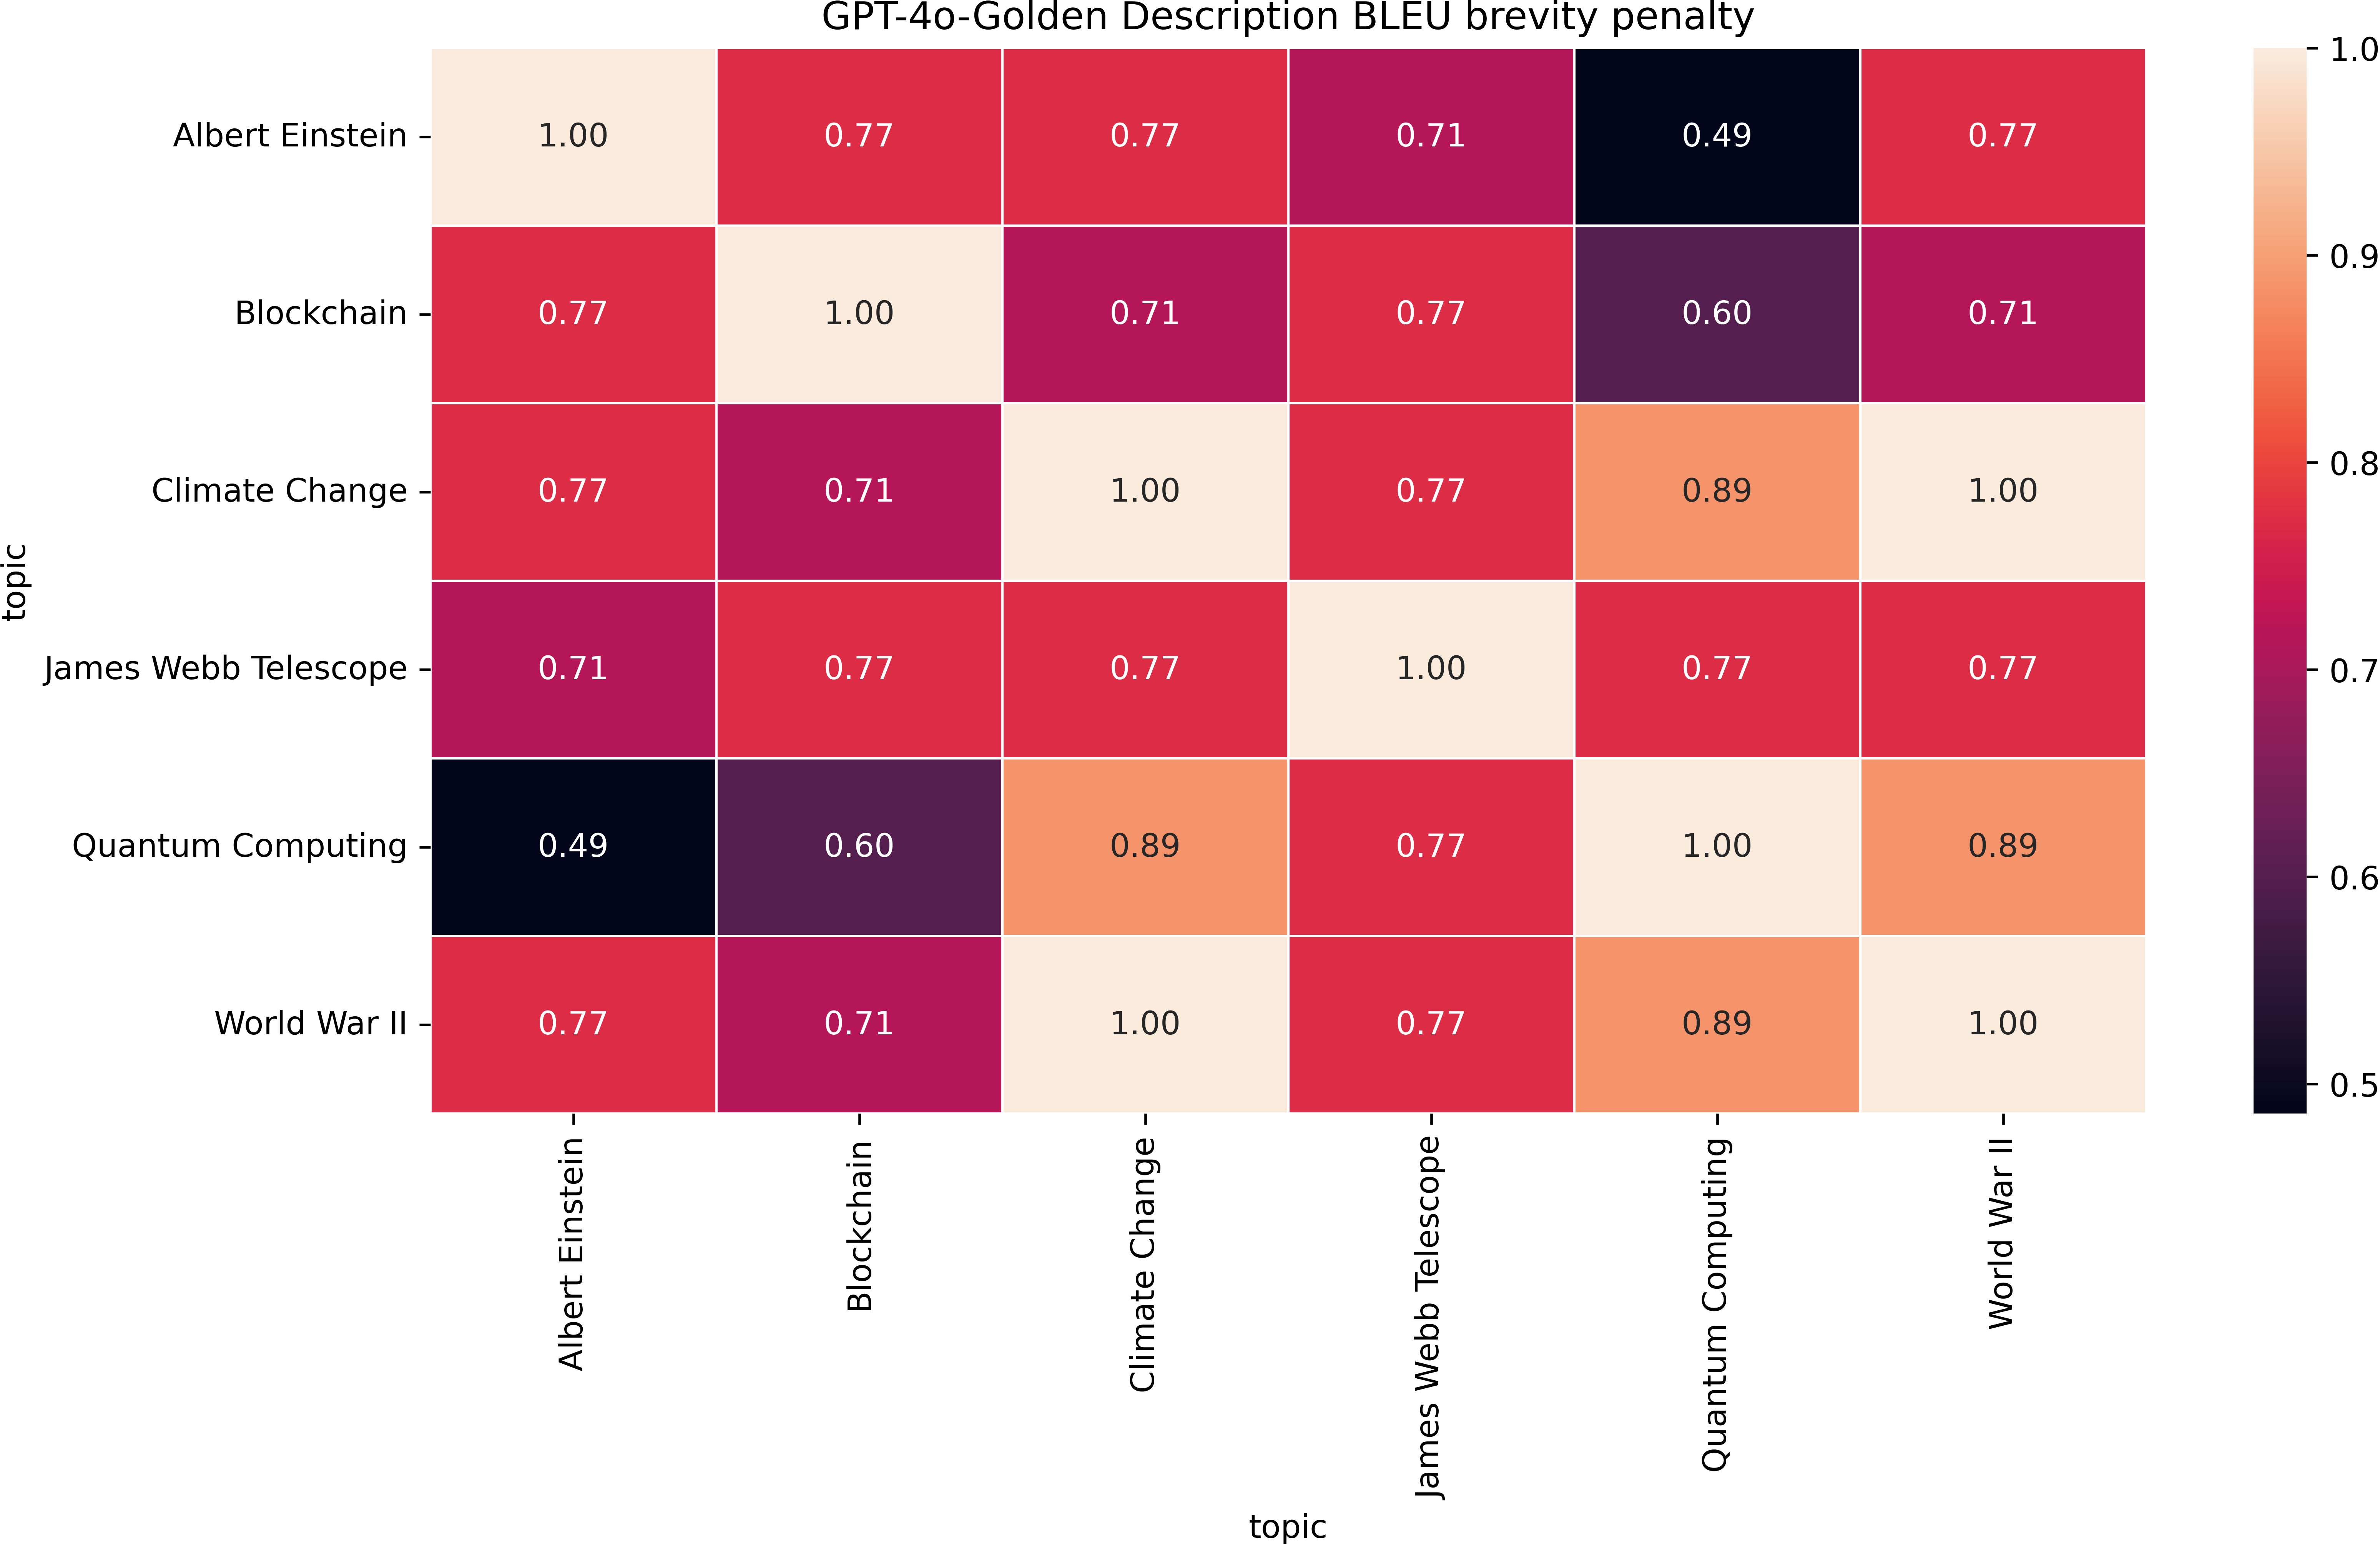 GPT-4o-Golden Description BLEU brevity penalty
topic
Albert Einstein 1.00 0.77 0.77 0.71 0.49 0.77
Blockchain 0.77 1.00 0.71 0.77 0.60 0.71
Climate Change 0.77 0.71 1.00 0.77 0.89 1.00
James Webb Telescope 0.71 0.77 0.77 1.00 0.77 0.77
Quantum Computing 0.49 0.60 0.89 0.77 1.00 0.89
World War II 0.77 0.71 1.00 0.77 0.89 1.00
Albert Einstein
Blockchain
Climate Change
James Webb Telescope
Quantum Computing
World War II
topic
1.0
0.9
0.8
0.7
0.6
0.5